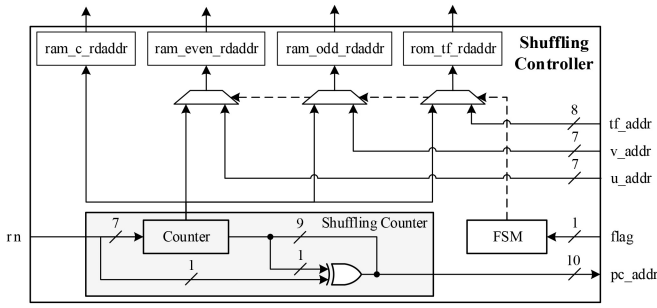 ram_c_rdaddr ram_even_rdaddr ram_odd_rdaddr rom_tf_rdaddr Shuffling
Controller
8
tf_addr
7
v_addr
7
u_addr
Shuffling Counter
rn 7 Counter 9 FSM 1 flag
1 1 10 pc_addr